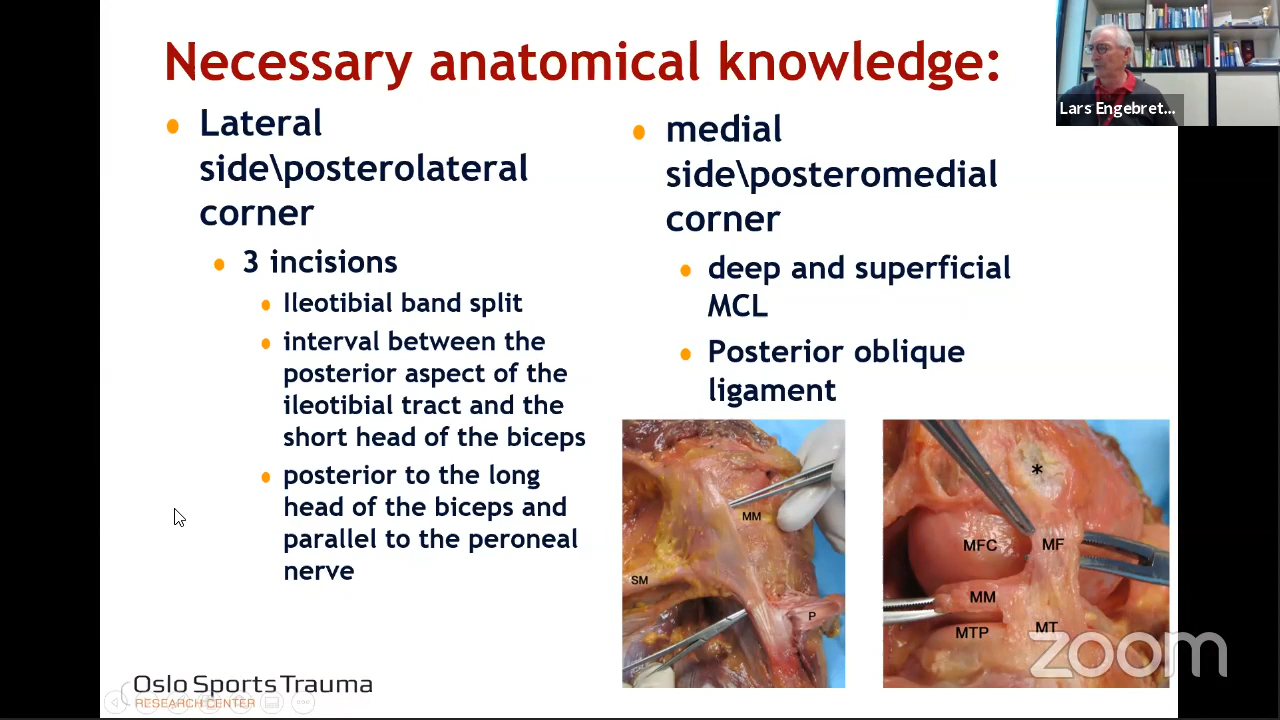 Necessary anatomical knowledge:
Lateral
side\posterolateral
corner
3 incisions
Ileotibial band split
interval between the
posterior aspect of the
ileotibial tract and the
short head of the biceps
posterior to the long
head of the biceps and
parallel to the peroneal
nerve
medial
side\posteromedial
corner
deep and superficial
MCL
Posterior oblique
ligament
MM
SM
P
*
MFC
MF
MM
MTP
MT
Oslo Sports Trauma
RESEARCH CENTER
Lars Engebret...
zoom